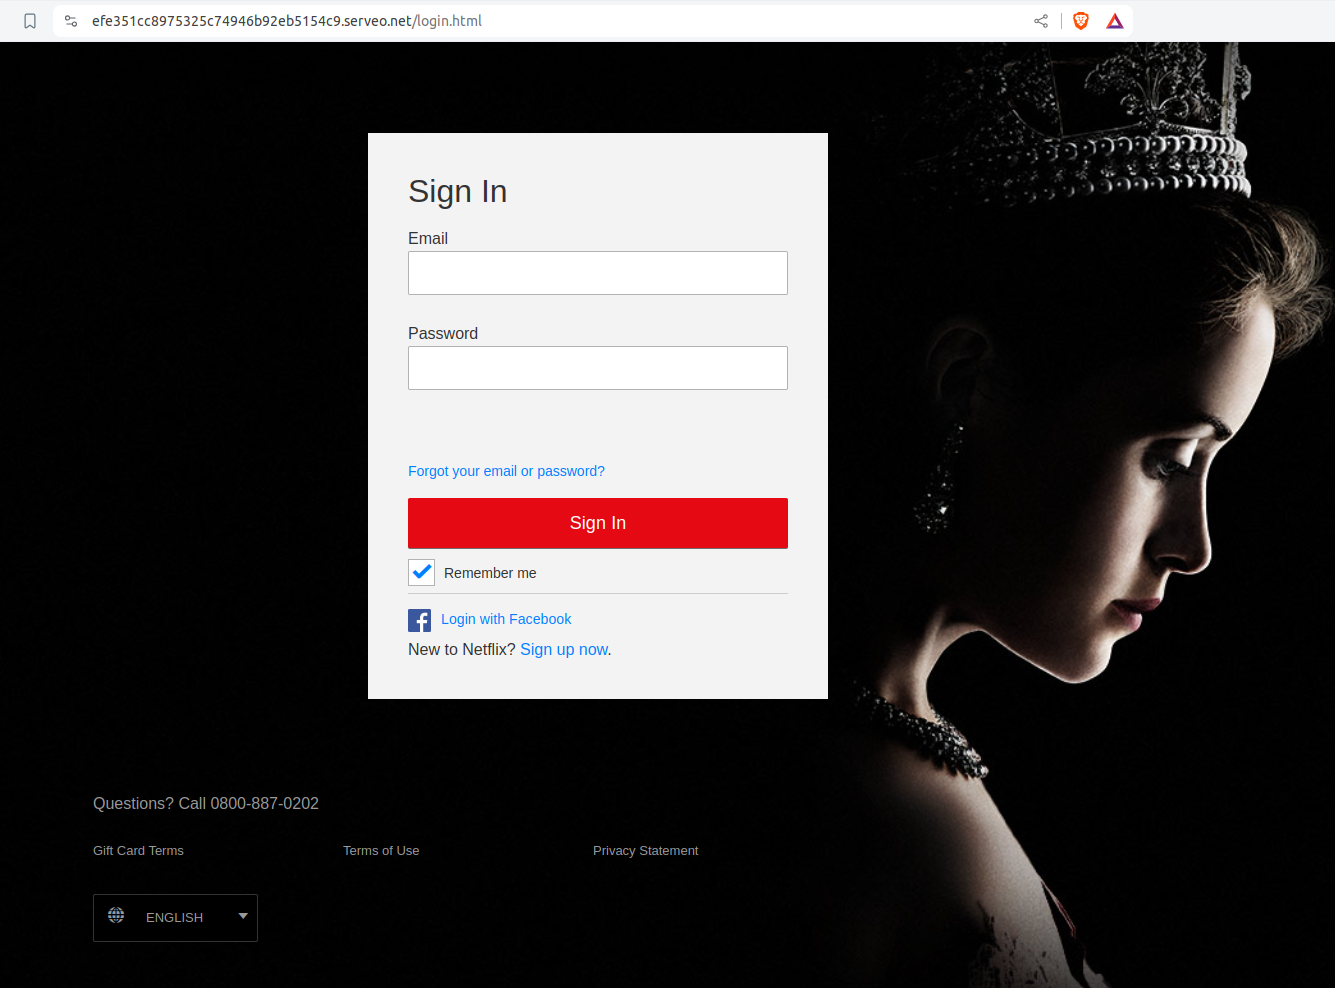 efe351cc8975325c74946b92eb5154c9.serveo.net/login.html
Sign In
Email
Password
Forgot your email or password?
Sign In
Remember me
Login with Facebook
New to Netflix? Sign up now.
Questions? Call 0800-887-0202
Gift Card Terms Terms of Use Privacy Statement
ENGLISH